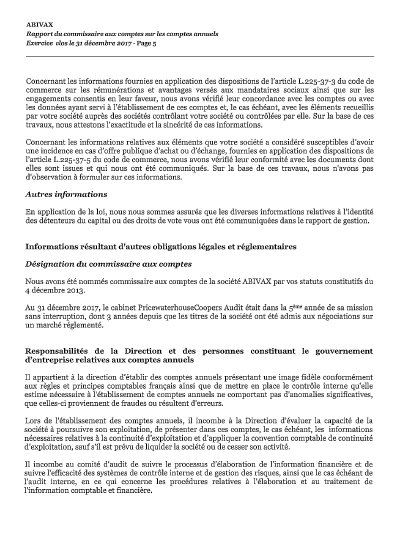 ABIVAX
Rapport du commissaire aux comptes sur les comptes annuels
Exercice clos le 31 décembre 2017 - Page 5
Concernant les informations fournies en application des dispositions de l'article L.225-37-3 du code de
commerce sur les rémunérations et avantages versés aux mandataires sociaux ainsi que sur les
engagements consentis en leur faveur, nous avons vérifié leur concordance avec les comptes ou avec
les données ayant servi à l'établissement de ces comptes et, le cas échéant, avec les éléments recueillis
par votre société auprès des sociétés contrôlant votre société ou contrôlées par elle. Sur la base de ces
travaux, nous attestons l'exactitude et la sincérité de ces informations.
Concernant les informations relatives aux éléments que votre société a considéré susceptibles d'avoir
une incidence en cas d'offre publique d'achat ou d'échange, fournies en application des dispositions de
l'article L.225-37-5 du code de commerce, nous avons vérifié leur conformité avec les documents dont
elles sont issues et qui nous ont été communiqués. Sur la base de ces travaux, nous n'avons pas
d'observation à formuler sur ces informations.
Autres informations
En application de la loi, nous nous sommes assurés que les diverses informations relatives à l'identité
des détenteurs du capital ou des droits de vote vous ont été communiquées dans le rapport de gestion.
Informations résultant d'autres obligations légales et réglementaires
Désignation du commissaire aux comptes
Nous avons été nommés commissaire aux comptes de la société ABIVAX par vos statuts constitutifs du
4 décembre 2013.
Au 31 décembre 2017, le cabinet PricewaterhouseCoopers Audit était dans la 5ème année de sa mission
sans interruption, dont 3 années depuis que les titres de la société ont été admis aux négociations sur
un marché réglementé.
Responsabilités de la Direction et des personnes constituant le gouvernement
d'entreprise relatives aux comptes annuels
Il appartient à la direction d'établir des comptes annuels présentant une image fidèle conformément
aux règles et principes comptables français ainsi que de mettre en place le contrôle interne qu'elle
estime nécessaire à l'établissement de comptes annuels ne comportant pas d'anomalies significatives,
que celles-ci proviennent de fraudes ou résultent d'erreurs.
Lors de l'établissement des comptes annuels, il incombe à la Direction d'évaluer la capacité de la
société à poursuivre son exploitation, de présenter dans ces comptes, le cas échéant, les informations
nécessaires relatives à la continuité d'exploitation et d'appliquer la convention comptable de continuité
d'exploitation, sauf s'il est prévu de liquider la société ou de cesser son activité.
Il incombe au comité d'audit de suivre le processus d'élaboration de l'information financière et de
suivre l'efficacité des systèmes de contrôle interne et de gestion des risques, ainsi que le cas échéant de
l'audit interne, en ce qui concerne les procédures relatives à l'élaboration et au traitement de
l'information comptable et financière.